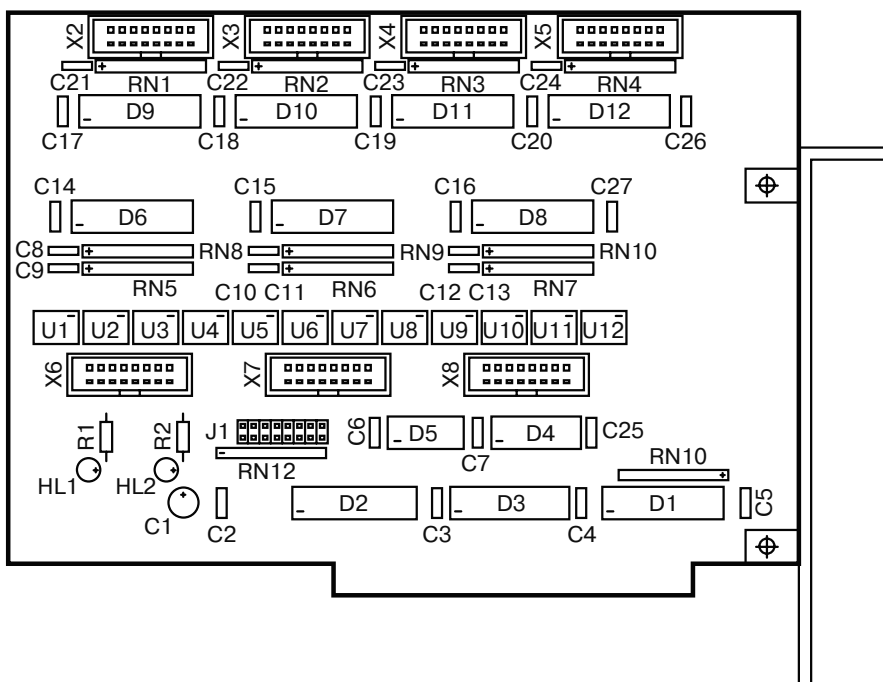 X2 X3 X4 X5
C21 RN1 C22 RN2 C23 RN3 C24 RN4
D9 D10 D11 D12
C17 C18 C19 C20 C26
C14 C15 C16 C27
D6 D7 D8
C8 RN8 RN9 RN10
C9 RN5 C10 C11 RN6 C12 C13 RN7
U1 U2 U3 U4 U5 U6 U7 U8 U9 U10 U11 U12
X6 X7 X8
R1 R2 J1 C6 D5 D4 C25
C7
HL1 HL2 RN12 RN10
D2 D3 D1 C5
C1 C2 C3 C4